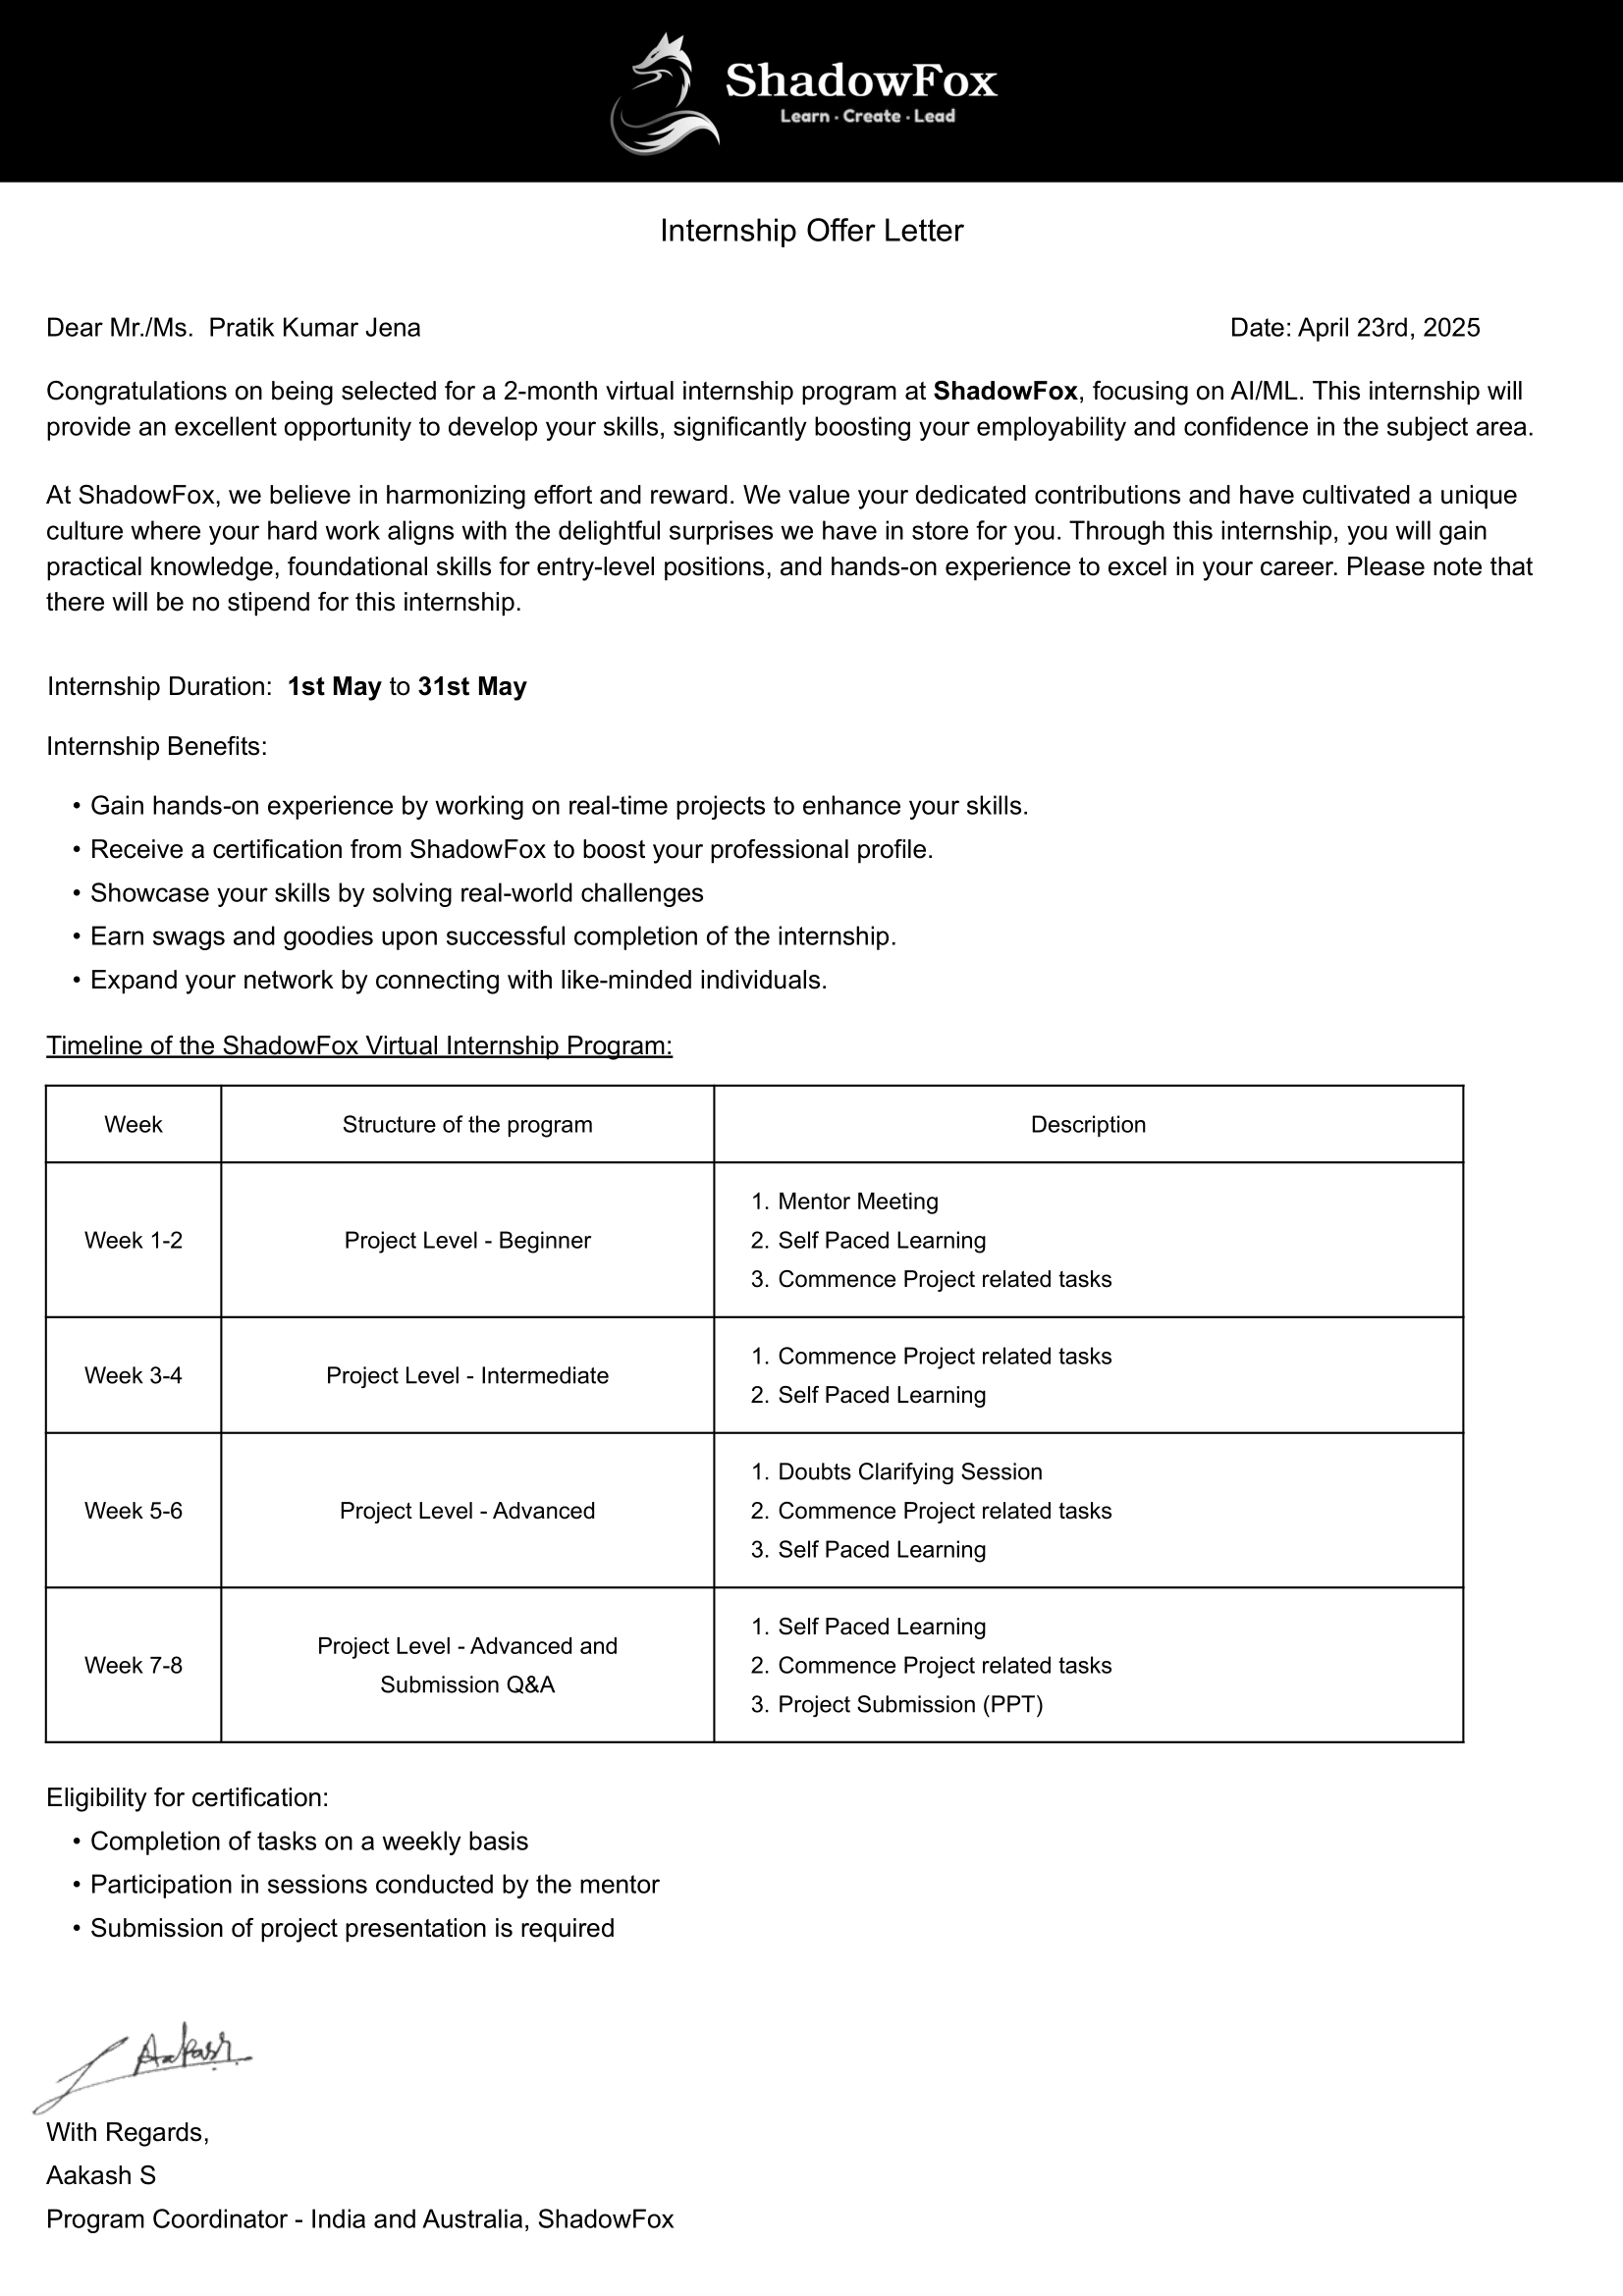 ShadowFox
Learn · Create · Lead
Internship Offer Letter
Dear Mr./Ms.  Pratik Kumar Jena
Date: April 23rd, 2025
Congratulations on being selected for a 2-month virtual internship program at ShadowFox, focusing on AI/ML. This internship will
provide an excellent opportunity to develop your skills, significantly boosting your employability and confidence in the subject area.
At ShadowFox, we believe in harmonizing effort and reward. We value your dedicated contributions and have cultivated a unique
culture where your hard work aligns with the delightful surprises we have in store for you. Through this internship, you will gain
practical knowledge, foundational skills for entry-level positions, and hands-on experience to excel in your career. Please note that
there will be no stipend for this internship.
Internship Duration:  1st May to 31st May
Internship Benefits:
• Gain hands-on experience by working on real-time projects to enhance your skills.
• Receive a certification from ShadowFox to boost your professional profile.
• Showcase your skills by solving real-world challenges
• Earn swags and goodies upon successful completion of the internship.
• Expand your network by connecting with like-minded individuals.
Timeline of the ShadowFox Virtual Internship Program:
Week
Structure of the program
Description
Week 1-2
Project Level - Beginner
1. Mentor Meeting
2. Self Paced Learning
3. Commence Project related tasks
Week 3-4
Project Level - Intermediate
1. Commence Project related tasks
2. Self Paced Learning
Week 5-6
Project Level - Advanced
1. Doubts Clarifying Session
2. Commence Project related tasks
3. Self Paced Learning
Week 7-8
Project Level - Advanced and
Submission Q&A
1. Self Paced Learning
2. Commence Project related tasks
3. Project Submission (PPT)
Eligibility for certification:
• Completion of tasks on a weekly basis
• Participation in sessions conducted by the mentor
• Submission of project presentation is required
Aakash
With Regards,
Aakash S
Program Coordinator - India and Australia, ShadowFox